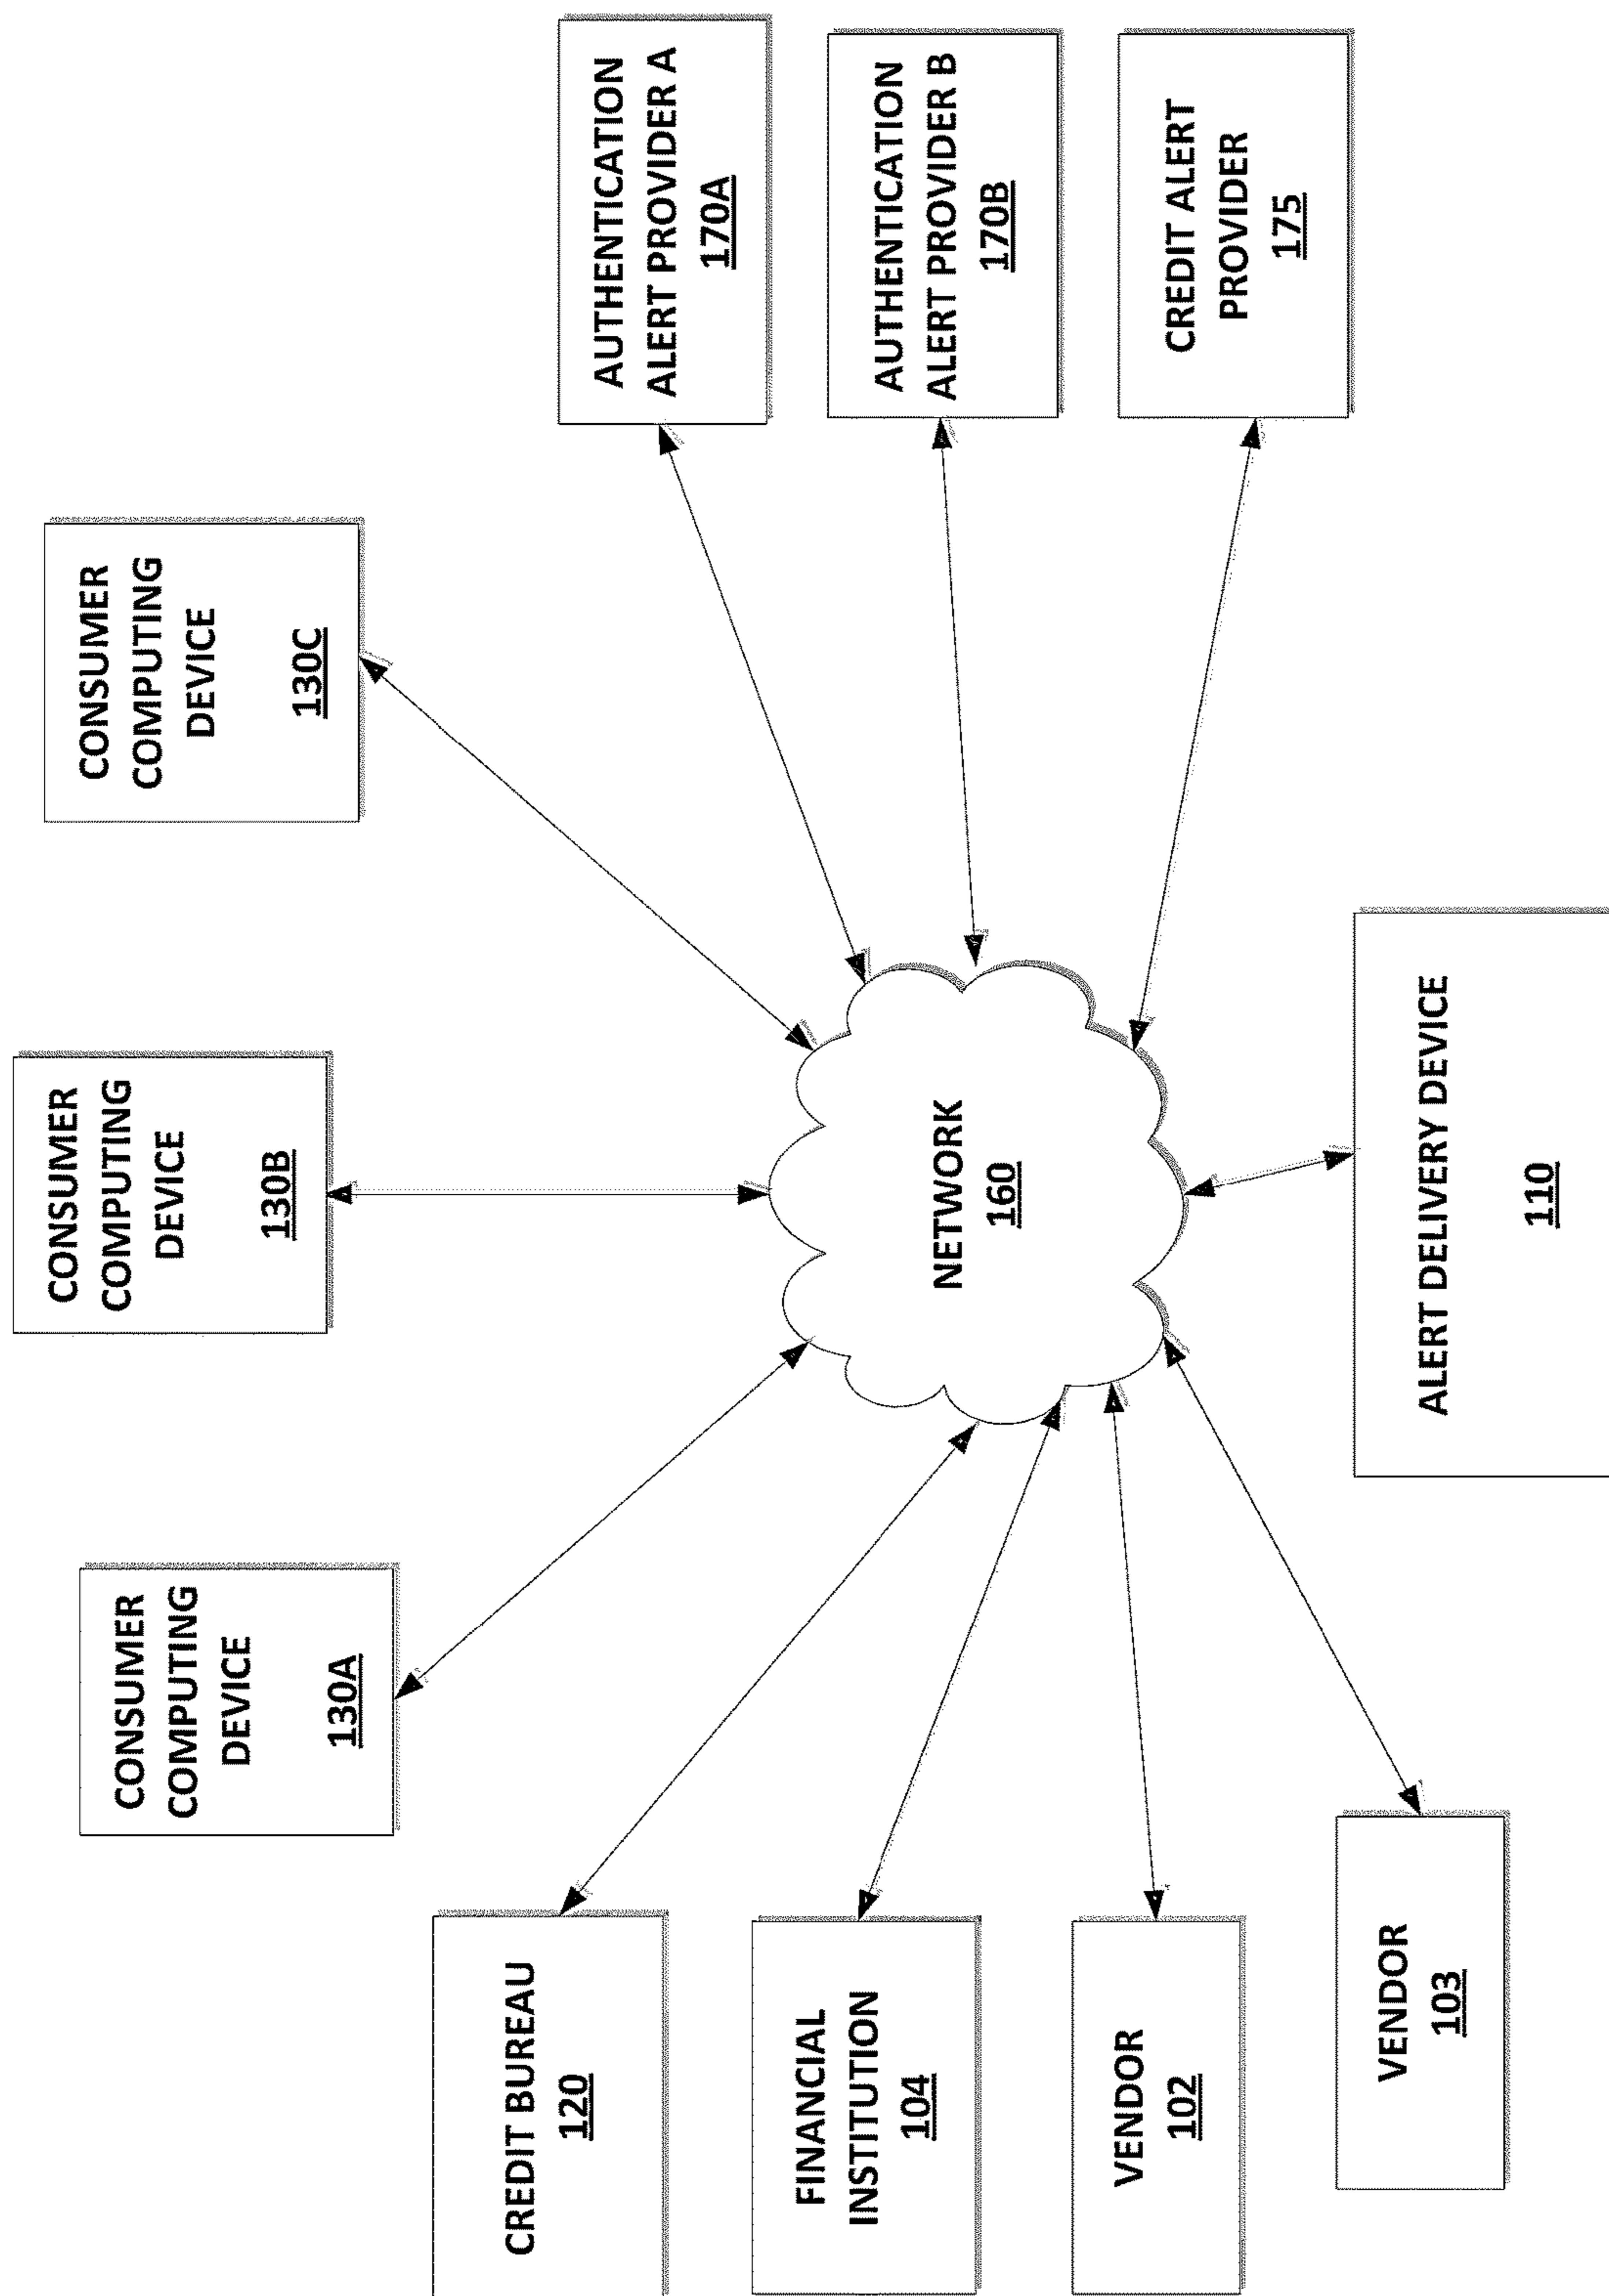 CONSUMER
COMPUTING
DEVICE
130A
CONSUMER
COMPUTING
DEVICE
130B
CONSUMER
COMPUTING
DEVICE
130C
CREDIT BUREAU
120
FINANCIAL
INSTITUTION
104
VENDOR
102
VENDOR
103
NETWORK
160
AUTHENTICATION
ALERT PROVIDER A
170A
AUTHENTICATION
ALERT PROVIDER B
170B
CREDIT ALERT
PROVIDER
175
ALERT DELIVERY DEVICE
110